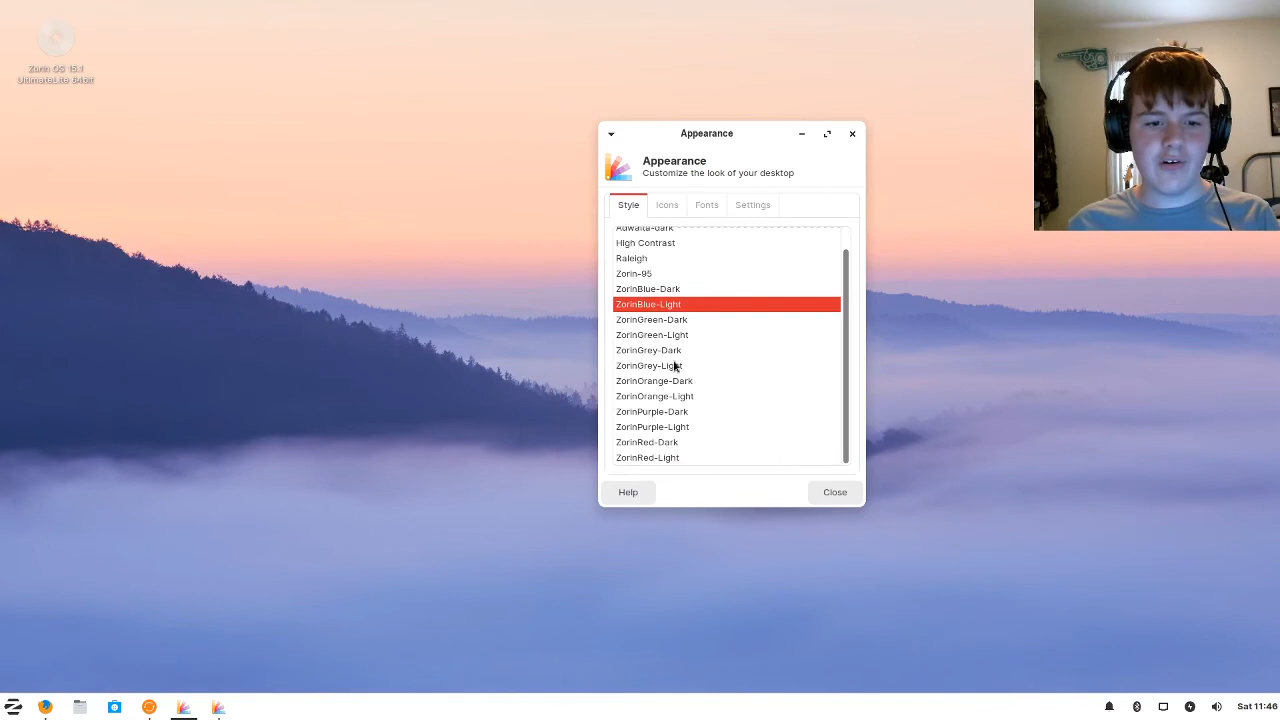 Zorin OS 15.1
UltimateLite 64bit
Appearance
Appearance
Customize the look of your desktop
Style Icons Fonts Settings
Adwaita-dark
High Contrast
Raleigh
Zorin-95
ZorinBlue-Dark
ZorinBlue-Light
ZorinGreen-Dark
ZorinGreen-Light
ZorinGrey-Dark
ZorinGrey-Light
ZorinOrange-Dark
ZorinOrange-Light
ZorinPurple-Dark
ZorinPurple-Light
ZorinRed-Dark
ZorinRed-Light
Help Close
Sat 11:46